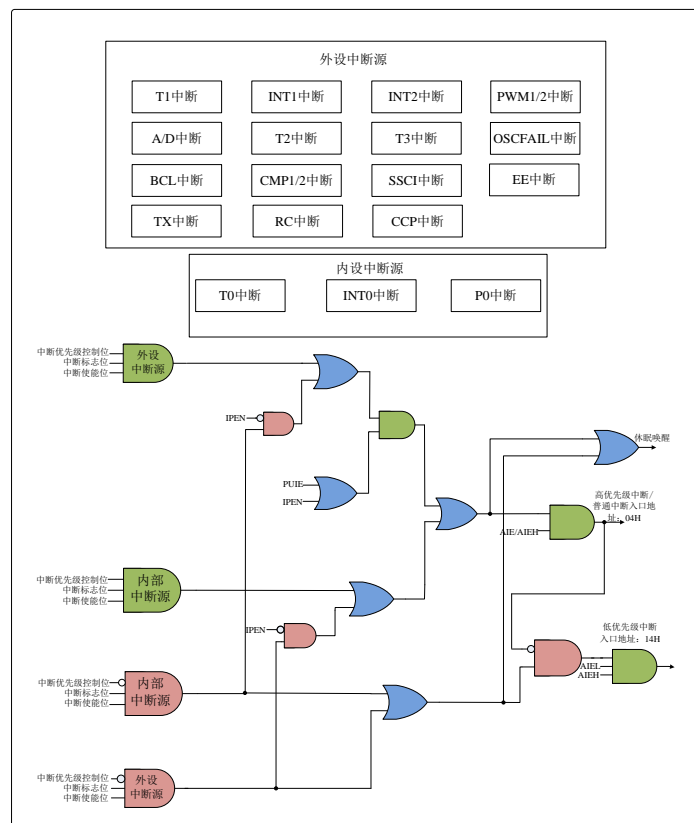 外设中断源
T1中断 INT1中断 INT2中断 PWM1/2中断
A/D中断 T2中断 T3中断 OSCFAIL中断
BCL中断 CMP1/2中断 SSCI中断 EE中断
TX中断 RC中断 CCP中断
内设中断源
T0中断 INT0中断 P0中断
中断优先级控制位
中断标志位
中断使能位
外设
中断源
IPEN
PUIE
IPEN
休眠唤醒
高优先级中断/
普通中断入口地
址：04H
AIE/AIEH
中断优先级控制位
中断标志位
中断使能位
内部
中断源
IPEN
低优先级中断
入口地址：14H
AIEL
AIEH
中断优先级控制位
中断标志位
中断使能位
内部
中断源
中断优先级控制位
中断标志位
中断使能位
外设
中断源